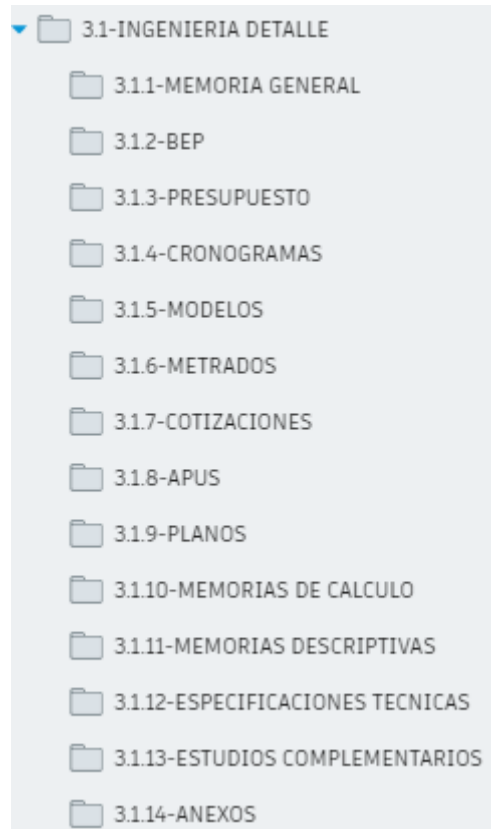 3.1-INGENIERIA DETALLE
3.1.1-MEMORIA GENERAL
3.1.2-BEP
3.1.3-PRESUPUESTO
3.1.4-CRONOGRAMAS
3.1.5-MODELOS
3.1.6-METRADOS
3.1.7-COTIZACIONES
3.1.8-APUS
3.1.9-PLANOS
3.1.10-MEMORIAS DE CALCULO
3.1.11-MEMORIAS DESCRIPTIVAS
3.1.12-ESPECIFICACIONES TECNICAS
3.1.13-ESTUDIOS COMPLEMENTARIOS
3.1.14-ANEXOS